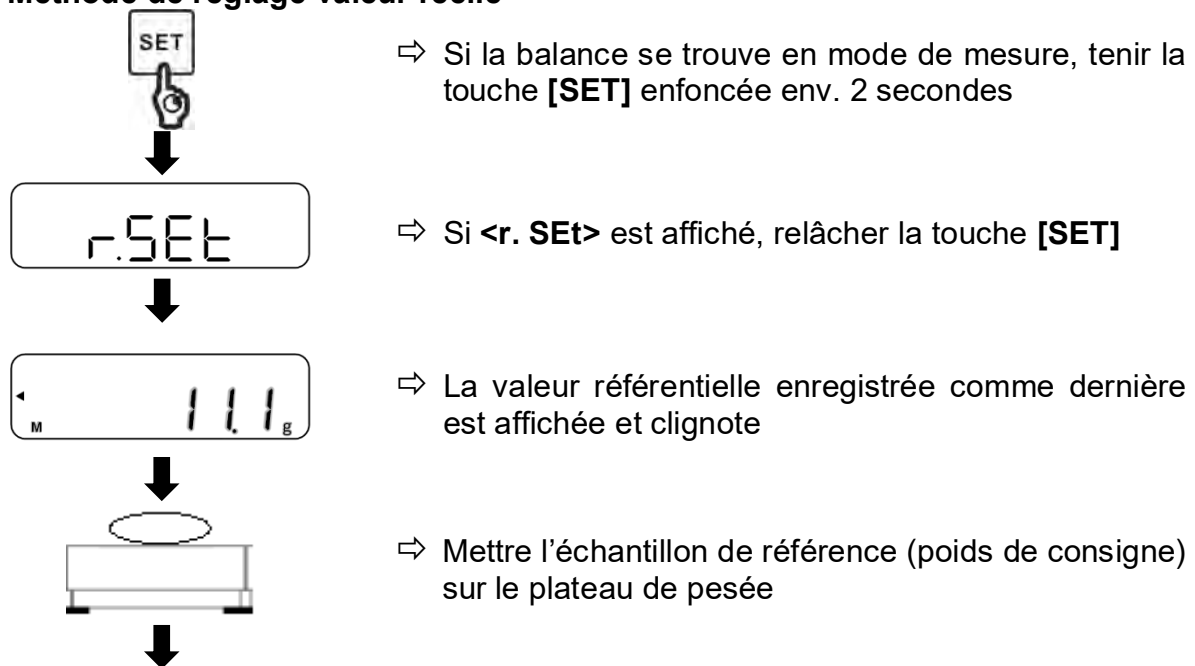 Méthode de réglage valeur réelle
SET
⇨ Si la balance se trouve en mode de mesure, tenir la
touche [SET] enfoncée env. 2 secondes
r.SEt
⇨ Si <r. SEt> est affiché, relâcher la touche [SET]
M 11.1 g
⇨ La valeur référentielle enregistrée comme dernière
est affichée et clignote
⇨ Mettre l’échantillon de référence (poids de consigne)
sur le plateau de pesée